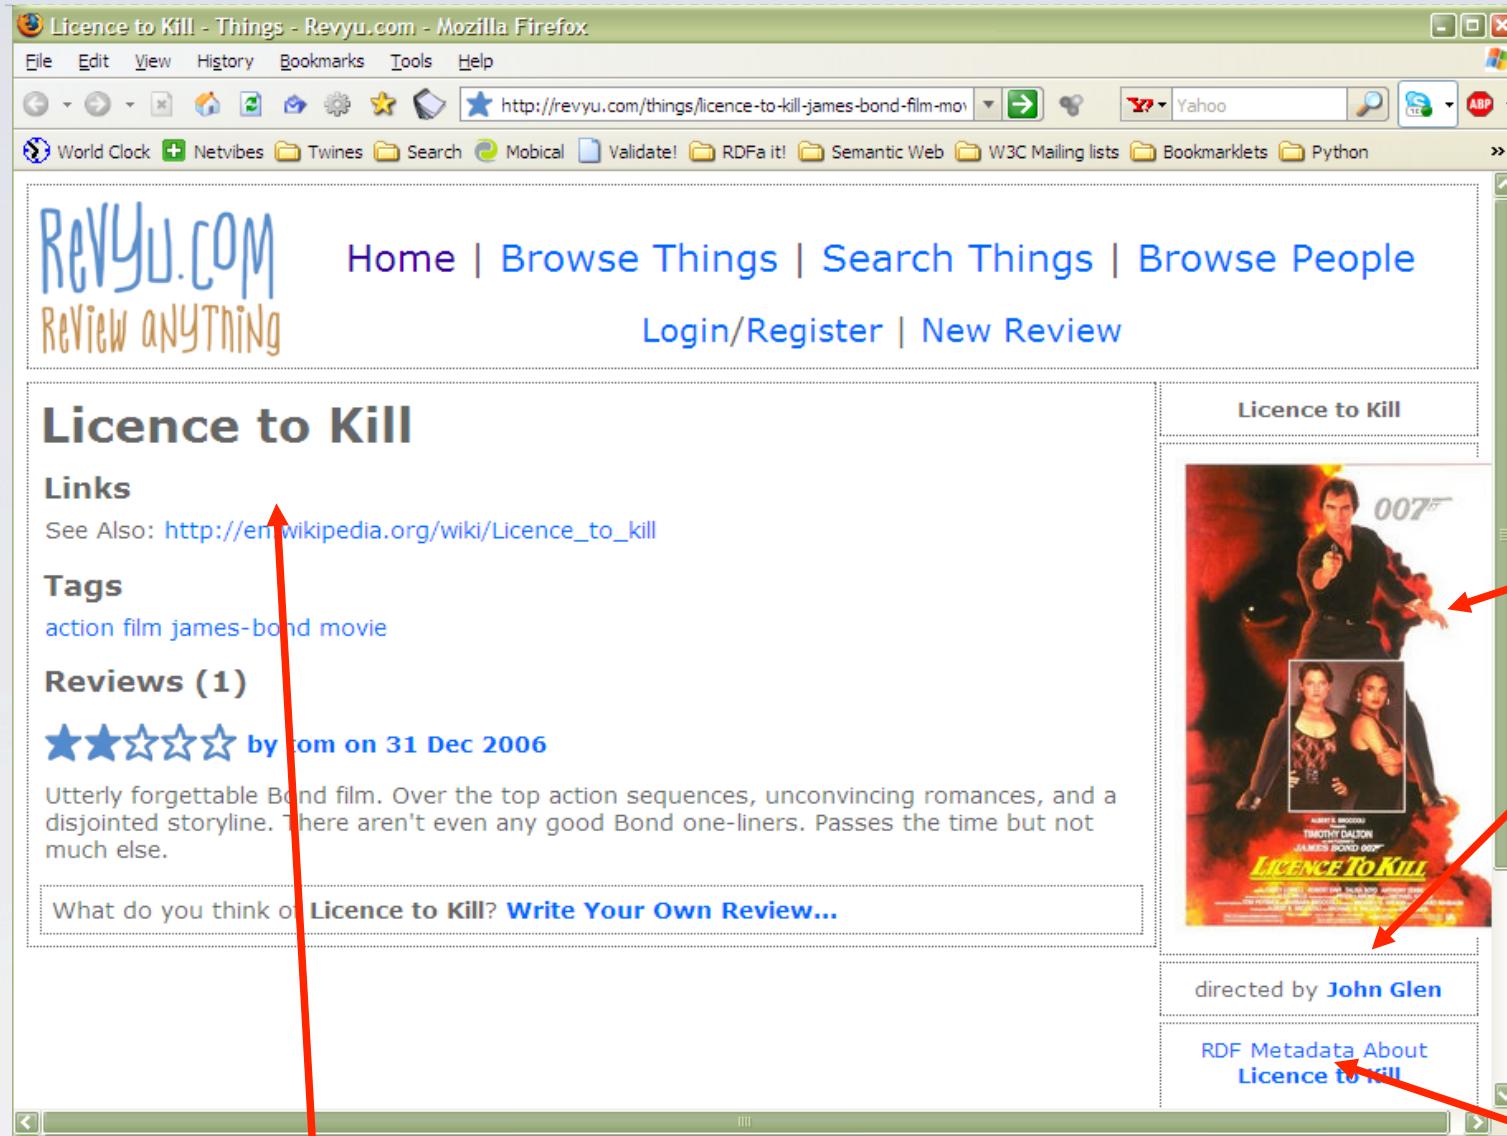 Licence to Kill - Things - Revyu.com - Mozilla Firefox
File Edit View History Bookmarks Tools Help
http://revyu.com/things/licence-to-kill-james-bond-film-mov
Yahoo
ABP
World Clock Netvibes Twines Search Mobical Validate! RDFa it! Semantic Web W3C Mailing lists Bookmarklets Python »
ReVyU.COM
Review anything
Home | Browse Things | Search Things | Browse People
Login/Register | New Review
Licence to Kill
Links
See Also: http://en.wikipedia.org/wiki/Licence_to_kill
Tags
action film james-bond movie
Reviews (1)
by tom on 31 Dec 2006
Utterly forgettable Bond film. Over the top action sequences, unconvincing romances, and a
disjointed storyline. There aren't even any good Bond one-liners. Passes the time but not
much else.
What do you think of Licence to Kill? Write Your Own Review...
Licence to Kill
007
ALBERT R. BROCCOLI
TIMOTHY DALTON
JAMES BOND 007
LICENCE TO KILL
directed by John Glen
RDF Metadata About
Licence to Kill